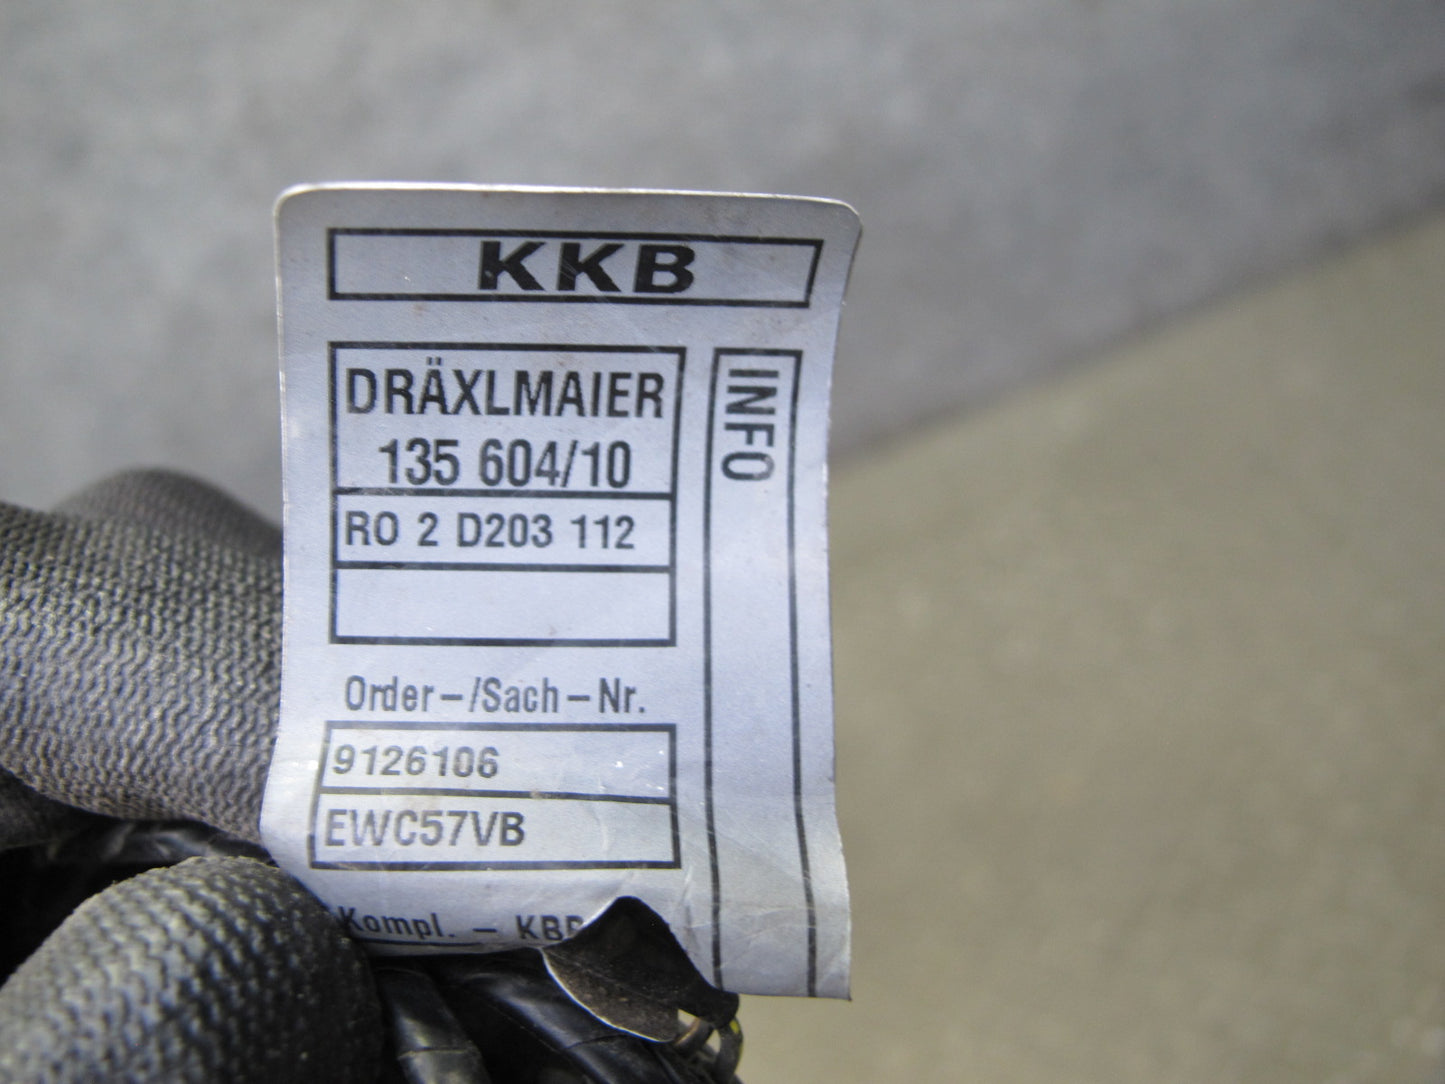 KKB
DRÄXLMAIER
135 604/10
RO 2 D203 112
INFO
Order-/Sach-Nr.
9126106
EWC57VB
Kompl. -